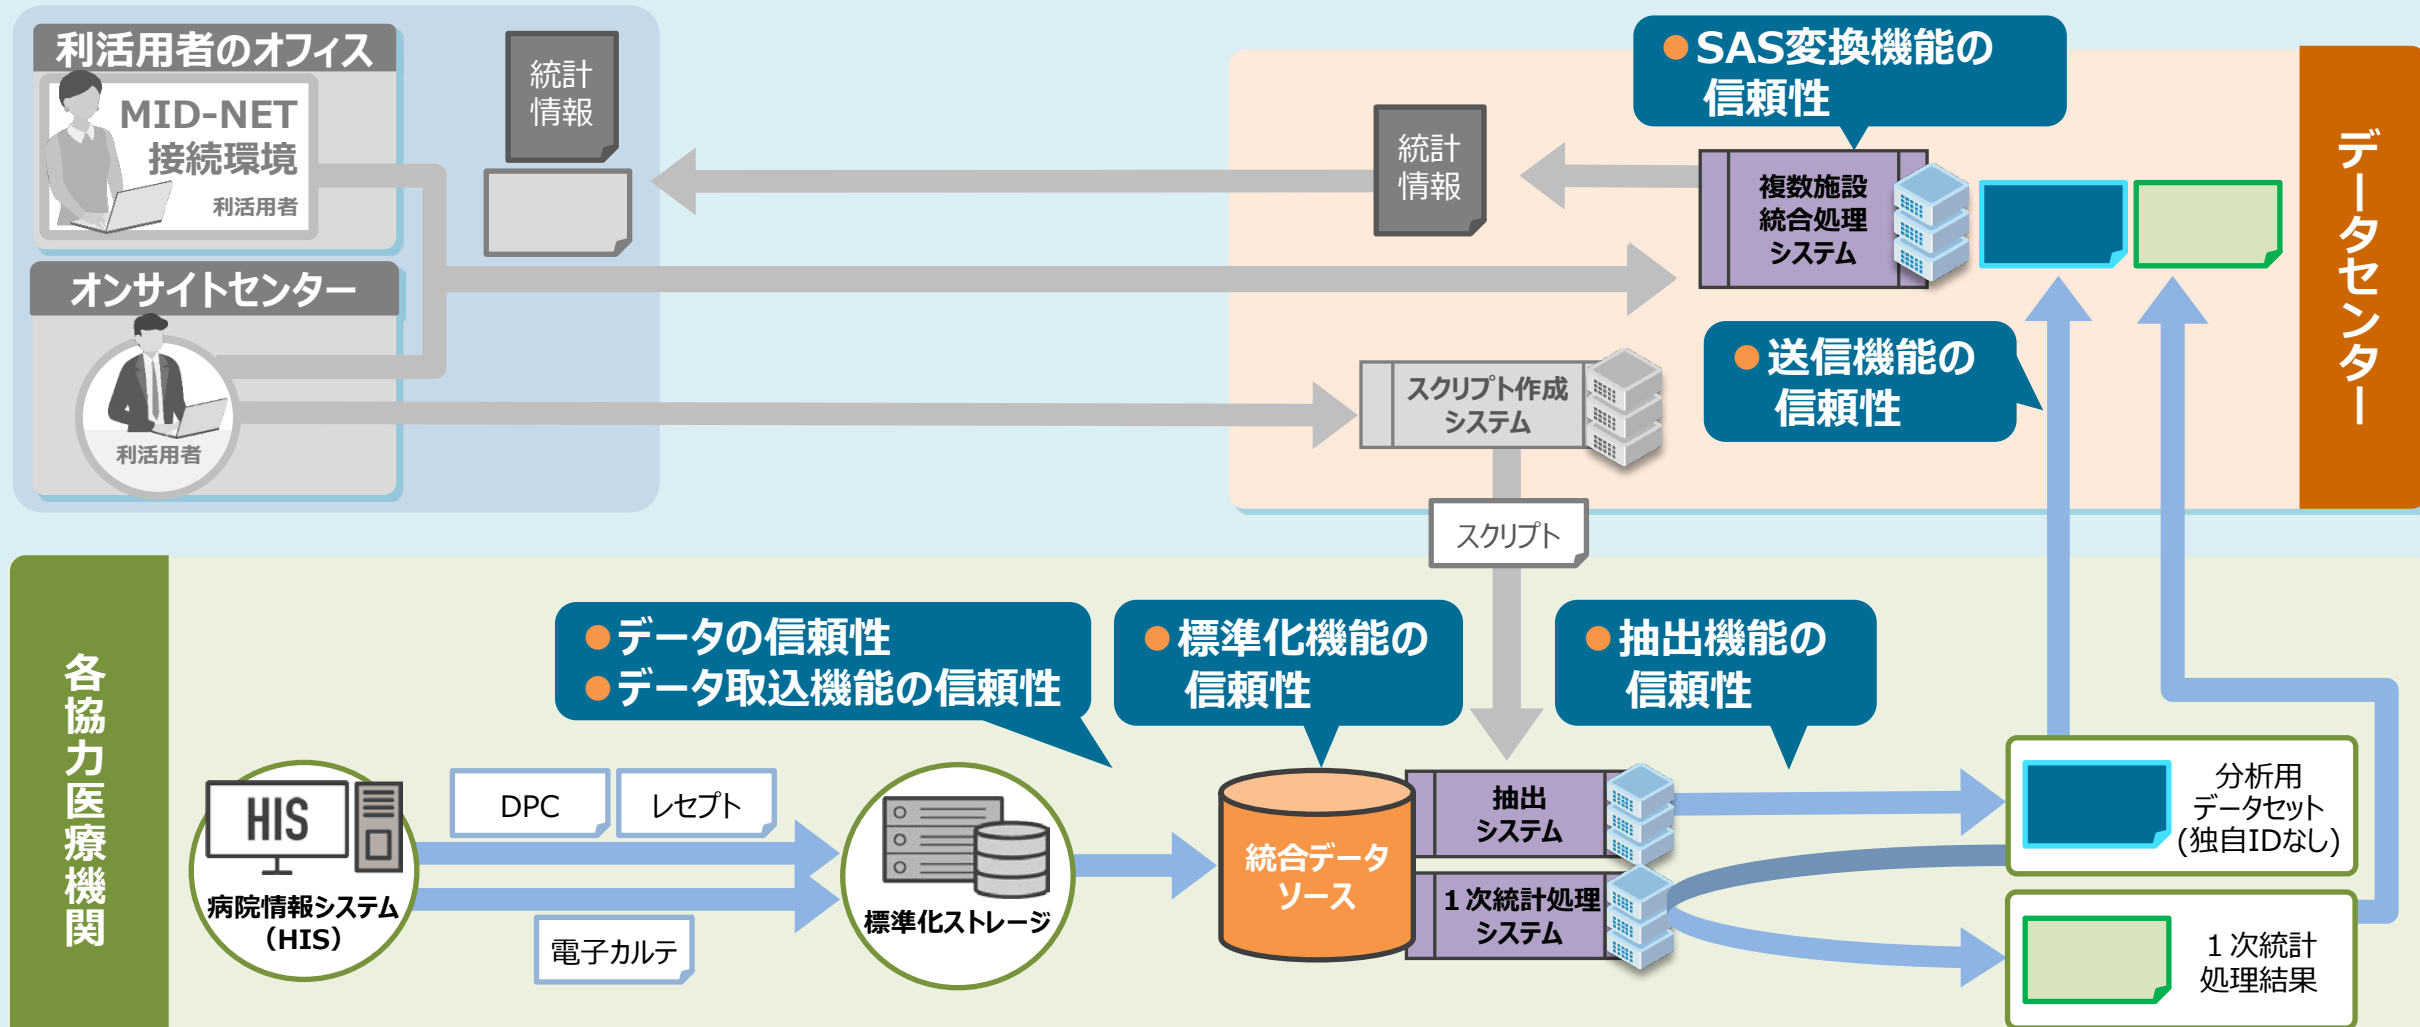 利活用者のオフィス
MID-NET
接続環境
利活用者
オンサイトセンター
利活用者
統計
情報
統計
情報
●SAS変換機能の
信頼性
複数施設
統合処理
システム
●送信機能の
信頼性
スクリプト作成
システム
スクリプト
データセンター
各協力医療機関
●データの信頼性
●データ取込機能の信頼性
●標準化機能の
信頼性
●抽出機能の
信頼性
HIS
病院情報システム
（HIS）
DPC
レセプト
電子カルテ
標準化ストレージ
統合データ
ソース
抽出
システム
１次統計処理
システム
分析用
データセット
(独自IDなし)
１次統計
処理結果